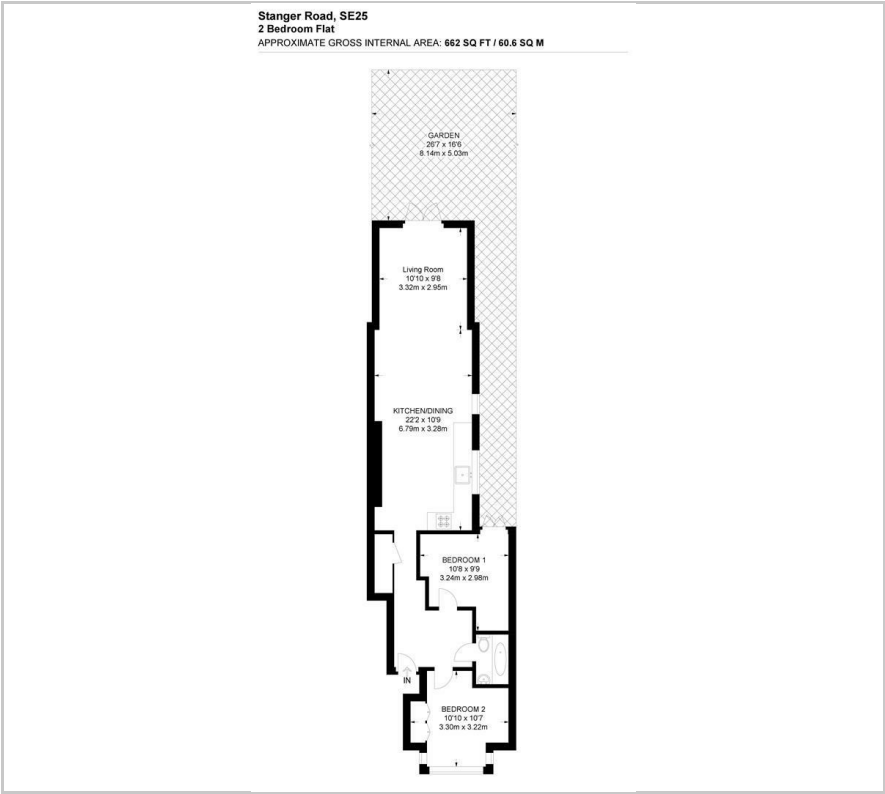 Stanger Road, SE25
2 Bedroom Flat
APPROXIMATE GROSS INTERNAL AREA: 662 SQ FT / 60.6 SQ M
GARDEN
26'7 x 16'6
8.14m x 5.03m
Living Room
10'10 x 9'8
3.32m x 2.95m
KITCHEN/DINING
22'2 x 10'9
6.79m x 3.28m
BEDROOM 1
10'8 x 9'9
3.24m x 2.98m
IN
BEDROOM 2
10'10 x 10'7
3.30m x 3.22m